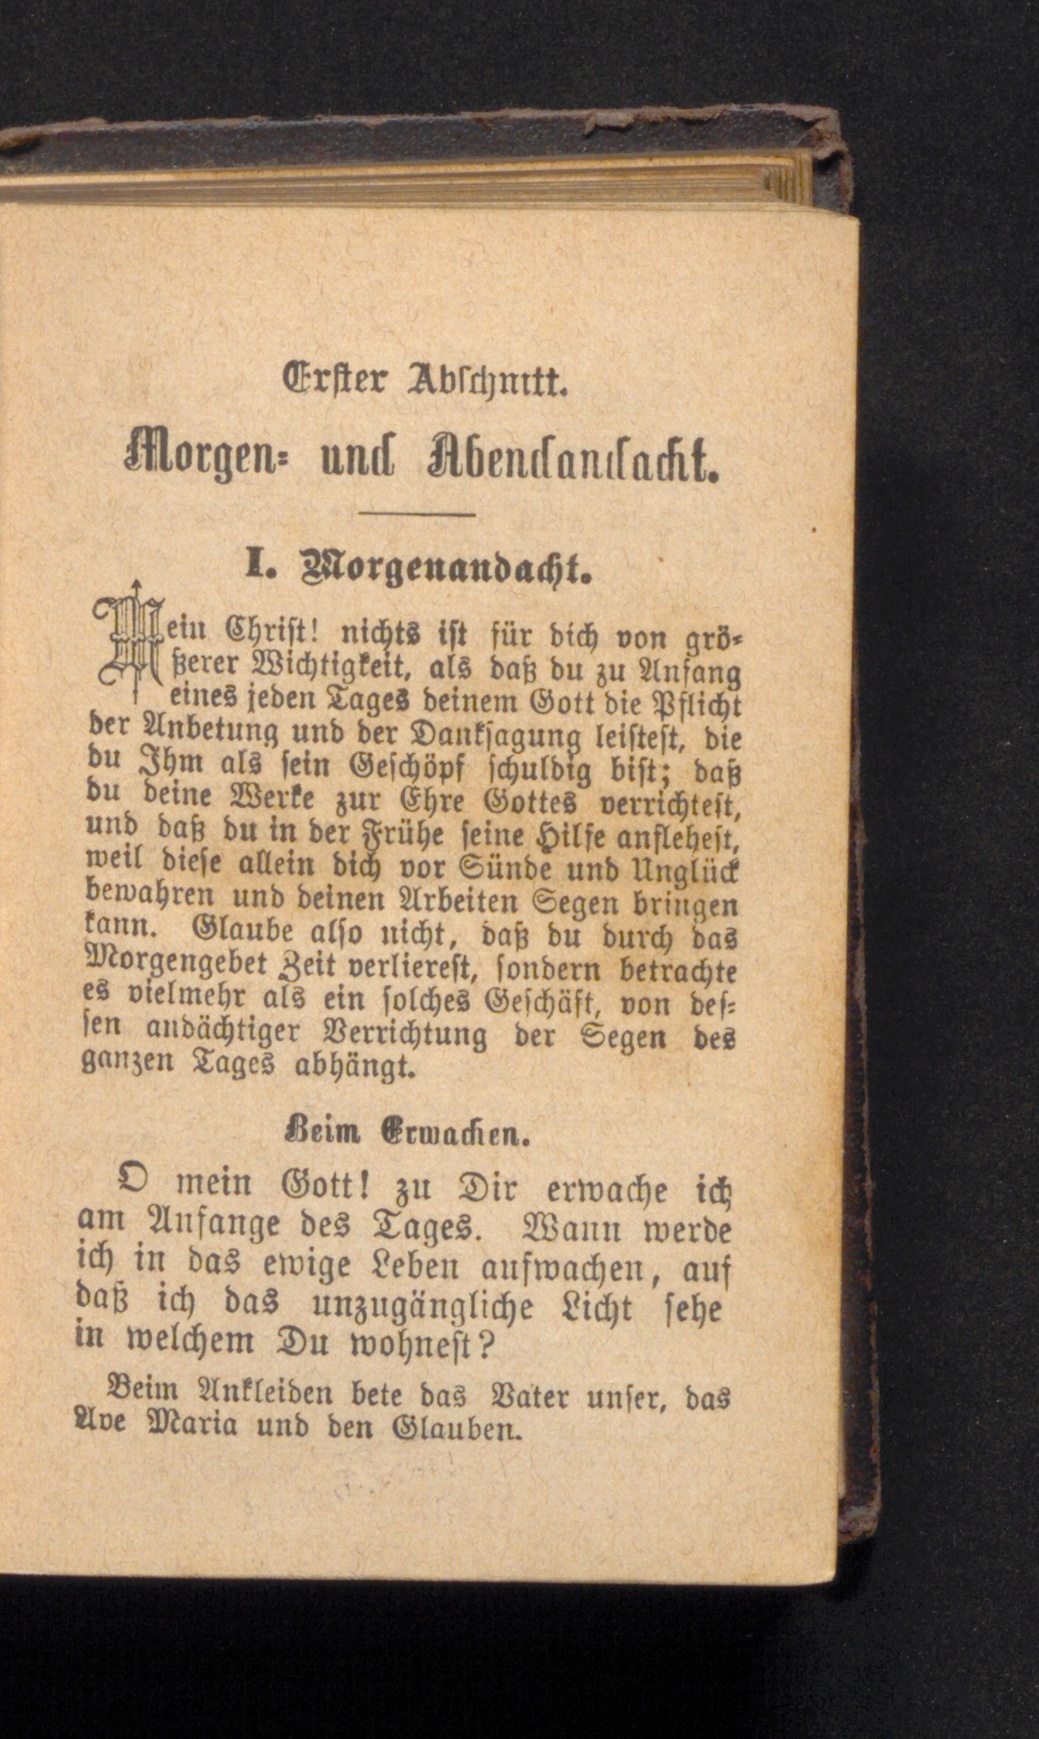 Erster Abschnitt.
Morgen- und Abendandacht.
I. Morgenandacht.
Mein Christ! nichts ist für dich von grö-
ßerer Wichtigkeit, als daß du zu Anfang
eines jeden Tages deinem Gott die Pflicht
der Anbetung und der Danksagung leistest, die
du Ihm als sein Geschöpf schuldig bist; daß
du deine Werke zur Ehre Gottes verrichtest,
und daß du in der Frühe seine Hilfe anflehest,
weil diese allein dich vor Sünde und Unglück
bewahren und deinen Arbeiten Segen bringen
kann. Glaube also nicht, daß du durch das
Morgengebet Zeit verlierest, sondern betrachte
es vielmehr als ein solches Geschäft, von des-
sen andächtiger Verrichtung der Segen des
ganzen Tages abhängt.
Beim Erwachen.
O mein Gott! zu Dir erwache ich
am Anfange des Tages. Wann werde
ich in das ewige Leben aufwachen, auf
daß ich das unzugängliche Licht sehe
in welchem Du wohnest?
Beim Ankleiden bete das Vater unser, das
Ave Maria und den Glauben.